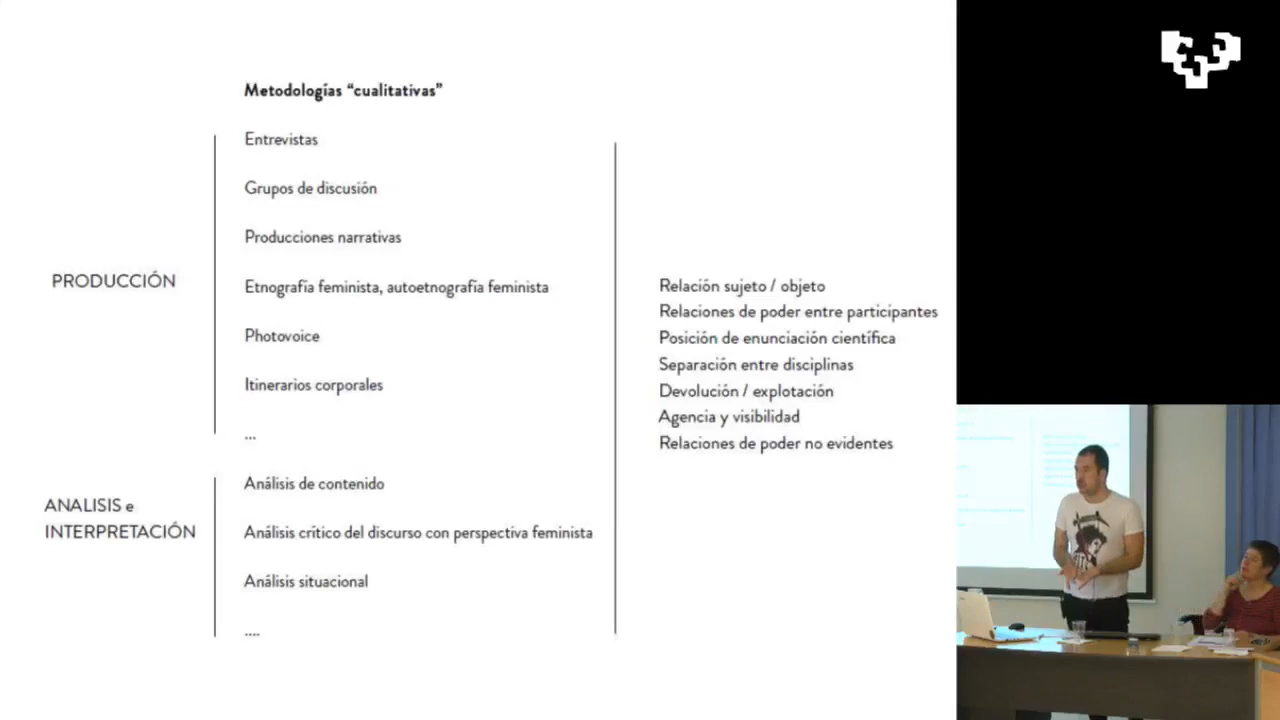 Metodologías “cualitativas”
PRODUCCIÓN
Entrevistas
Grupos de discusión
Producciones narrativas
Etnografía feminista, autoetnografía feminista
Photovoice
Itinerarios corporales
...
ANALISIS e
INTERPRETACIÓN
Análisis de contenido
Análisis crítico del discurso con perspectiva feminista
Análisis situacional
....
Relación sujeto / objeto
Relaciones de poder entre participantes
Posición de enunciación científica
Separación entre disciplinas
Devolución / explotación
Agencia y visibilidad
Relaciones de poder no evidentes